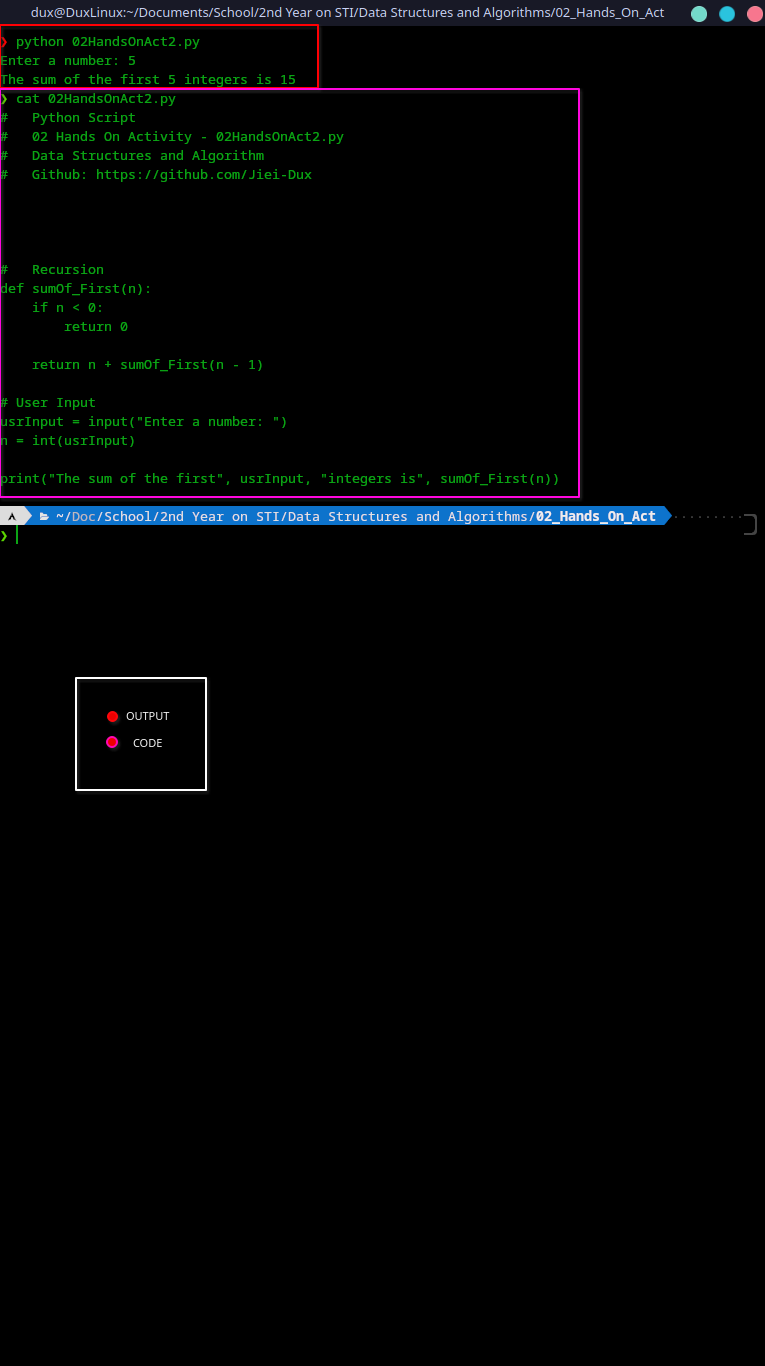 dux@DuxLinux:~/Documents/School/2nd Year on STI/Data Structures and Algorithms/02_Hands_On_Act
❯ python 02HandsOnAct2.py
Enter a number: 5
The sum of the first 5 integers is 15
❯ cat 02HandsOnAct2.py
#   Python Script
#   02 Hands On Activity - 02HandsOnAct2.py
#   Data Structures and Algorithm
#   Github: https://github.com/Jiei-Dux
#   Recursion
def sumOf_First(n):
    if n < 0:
        return 0
    return n + sumOf_First(n - 1)
# User Input
usrInput = input("Enter a number: ")
n = int(usrInput)
print("The sum of the first", usrInput, "integers is", sumOf_First(n))
~/Doc/School/2nd Year on STI/Data Structures and Algorithms/02_Hands_On_Act
❯
OUTPUT
CODE